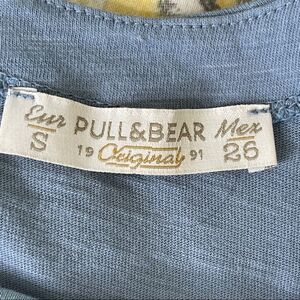 Eur PULL&BEAR Mex
S 19 Original 91 26